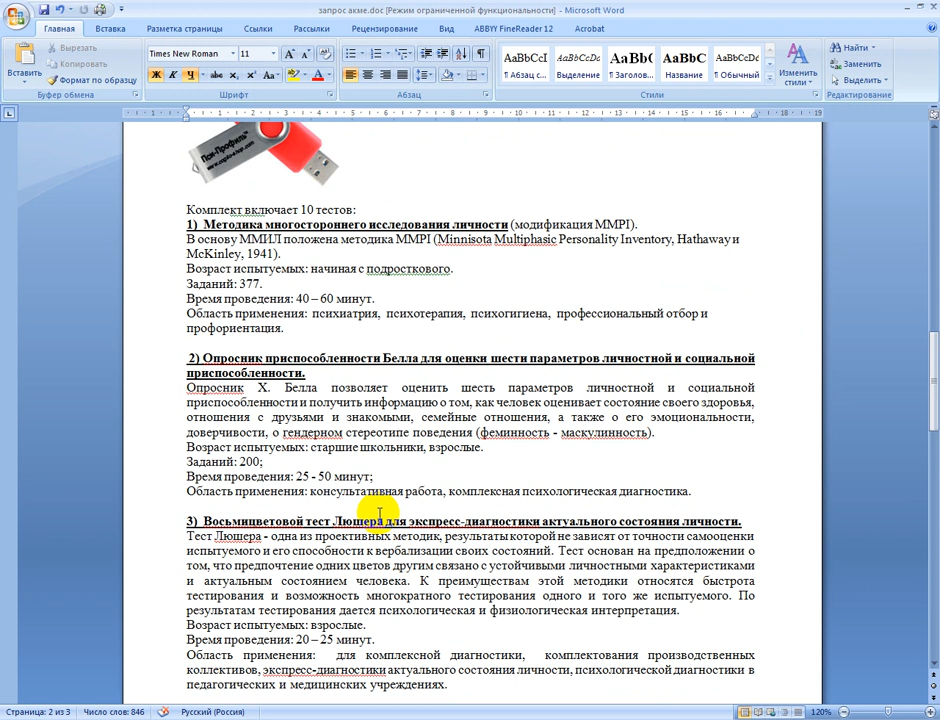 запрос акме.doc [Режим ограниченной функциональности] - Microsoft Word
Главная Вставка Разметка страницы Ссылки Рассылки Рецензирование Вид ABBYY FineReader 12 Acrobat
Вставить
Вырезать
Копировать
Формат по образцу
Буфер обмена
Times New Roman 11
Ж К Ч
Шрифт
Абзац
AaBbCcI AaBbCcDc AaBb( AaBbC AaBbCcDc
¶ Абзац с... Выделение ¶ Заголов... Название ¶ Обычный
Изменить стили
Стили
Найти
Заменить
Выделить
Редактирование
Пси-Профиль™
Комплект включает 10 тестов:
1) Методика многостороннего исследования личности (модификация MMPI).
В основу ММИЛ положена методика MMPI (Minnisota Multiphasic Personality Inventory, Hathaway и
McKinley, 1941).
Возраст испытуемых: начиная с подросткового.
Заданий: 377.
Время проведения: 40 – 60 минут.
Область применения: психиатрия, психотерапия, психогигиена, профессиональный отбор и
профориентация.
2) Опросник приспособленности Белла для оценки шести параметров личностной и социальной
приспособленности.
Опросник Х. Белла позволяет оценить шесть параметров личностной и социальной
приспособленности и получить информацию о том, как человек оценивает состояние своего здоровья,
отношения с друзьями и знакомыми, семейные отношения, а также о его эмоциональности,
доверчивости, о гендерном стереотипе поведения (феминность - маскулинность).
Возраст испытуемых: старшие школьники, взрослые.
Заданий: 200;
Время проведения: 25 - 50 минут;
Область применения: консультативная работа, комплексная психологическая диагностика.
3) Восьмицветовой тест Люшера для экспресс-диагностики актуального состояния личности.
Тест Люшера - одна из проективных методик, результаты которой не зависят от точности самооценки
испытуемого и его способности к вербализации своих состояний. Тест основан на предположении о
том, что предпочтение одних цветов другим связано с устойчивыми личностными характеристиками
и актуальным состоянием человека. К преимуществам этой методики относятся быстрота
тестирования и возможность многократного тестирования одного и того же испытуемого. По
результатам тестирования дается психологическая и физиологическая интерпретация.
Возраст испытуемых: взрослые.
Время проведения: 20 – 25 минут.
Область применения: для комплексной диагностики, комплектования производственных
коллективов, экспресс-диагностики актуального состояния личности, психологической диагностики в
педагогических и медицинских учреждениях.
Страница: 2 из 3 Число слов: 846 Русский (Россия) 120%